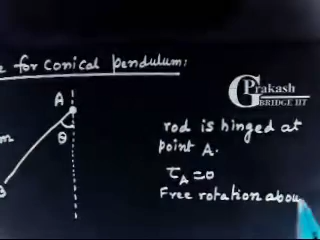 for Conical pendulum:
Prakash
BRIDGE IIT
A
θ
m
rod is hinged at
point A.
τA = 0
Free rotation abou